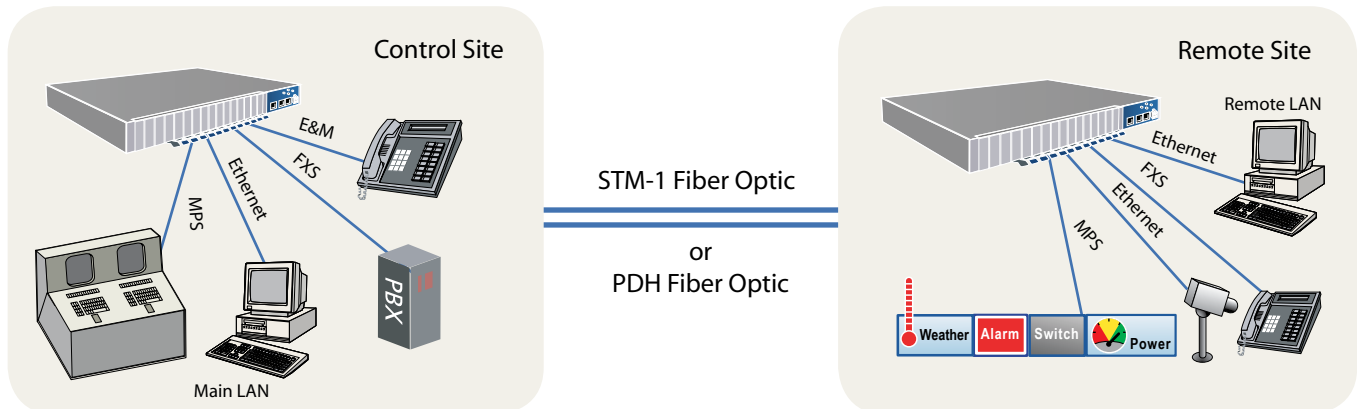 Control Site
E&M
FXS
Ethernet
MPS
PBX
Main LAN
STM-1 Fiber Optic
or
PDH Fiber Optic
Remote Site
Remote LAN
Ethernet
FXS
Ethernet
MPS
Weather
Alarm
Switch
Power